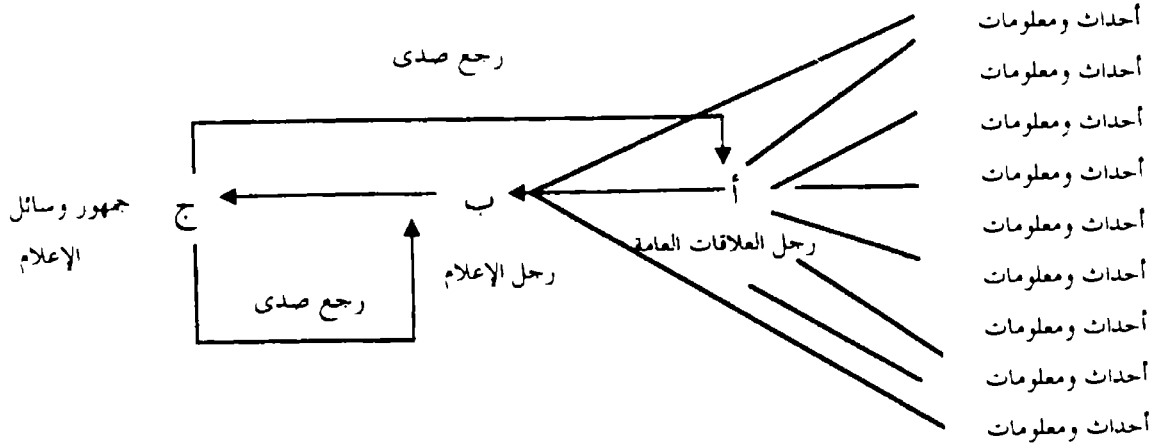 أحداث ومعلومات
رجع صدى
أحداث ومعلومات
أحداث ومعلومات
أحداث ومعلومات
أ
ب
ج
جمهور وسائل
الإعلام
أحداث ومعلومات
رجل العلاقات العامة
رجل الإعلام
أحداث ومعلومات
رجع صدى
أحداث ومعلومات
أحداث ومعلومات
أحداث ومعلومات